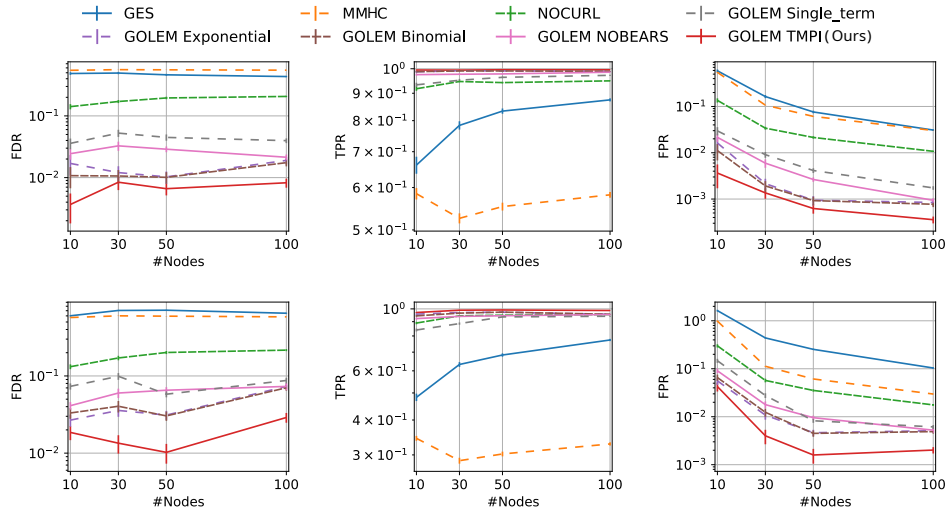 GES MMHC NOCURL GOLEM Single_term
GOLEM Exponential GOLEM Binomial GOLEM NOBEARS GOLEM TMPI(Ours)
FDR
10⁻¹
10⁻²
10 30 50 100
#Nodes
TPR
10⁰
9 × 10⁻¹
8 × 10⁻¹
7 × 10⁻¹
6 × 10⁻¹
5 × 10⁻¹
10 30 50 100
#Nodes
FPR
10⁻¹
10⁻²
10⁻³
10 30 50 100
#Nodes
FDR
10⁻¹
10⁻²
10 30 50 100
#Nodes
TPR
10⁰
6 × 10⁻¹
4 × 10⁻¹
3 × 10⁻¹
10 30 50 100
#Nodes
FPR
10⁰
10⁻¹
10⁻²
10⁻³
10 30 50 100
#Nodes